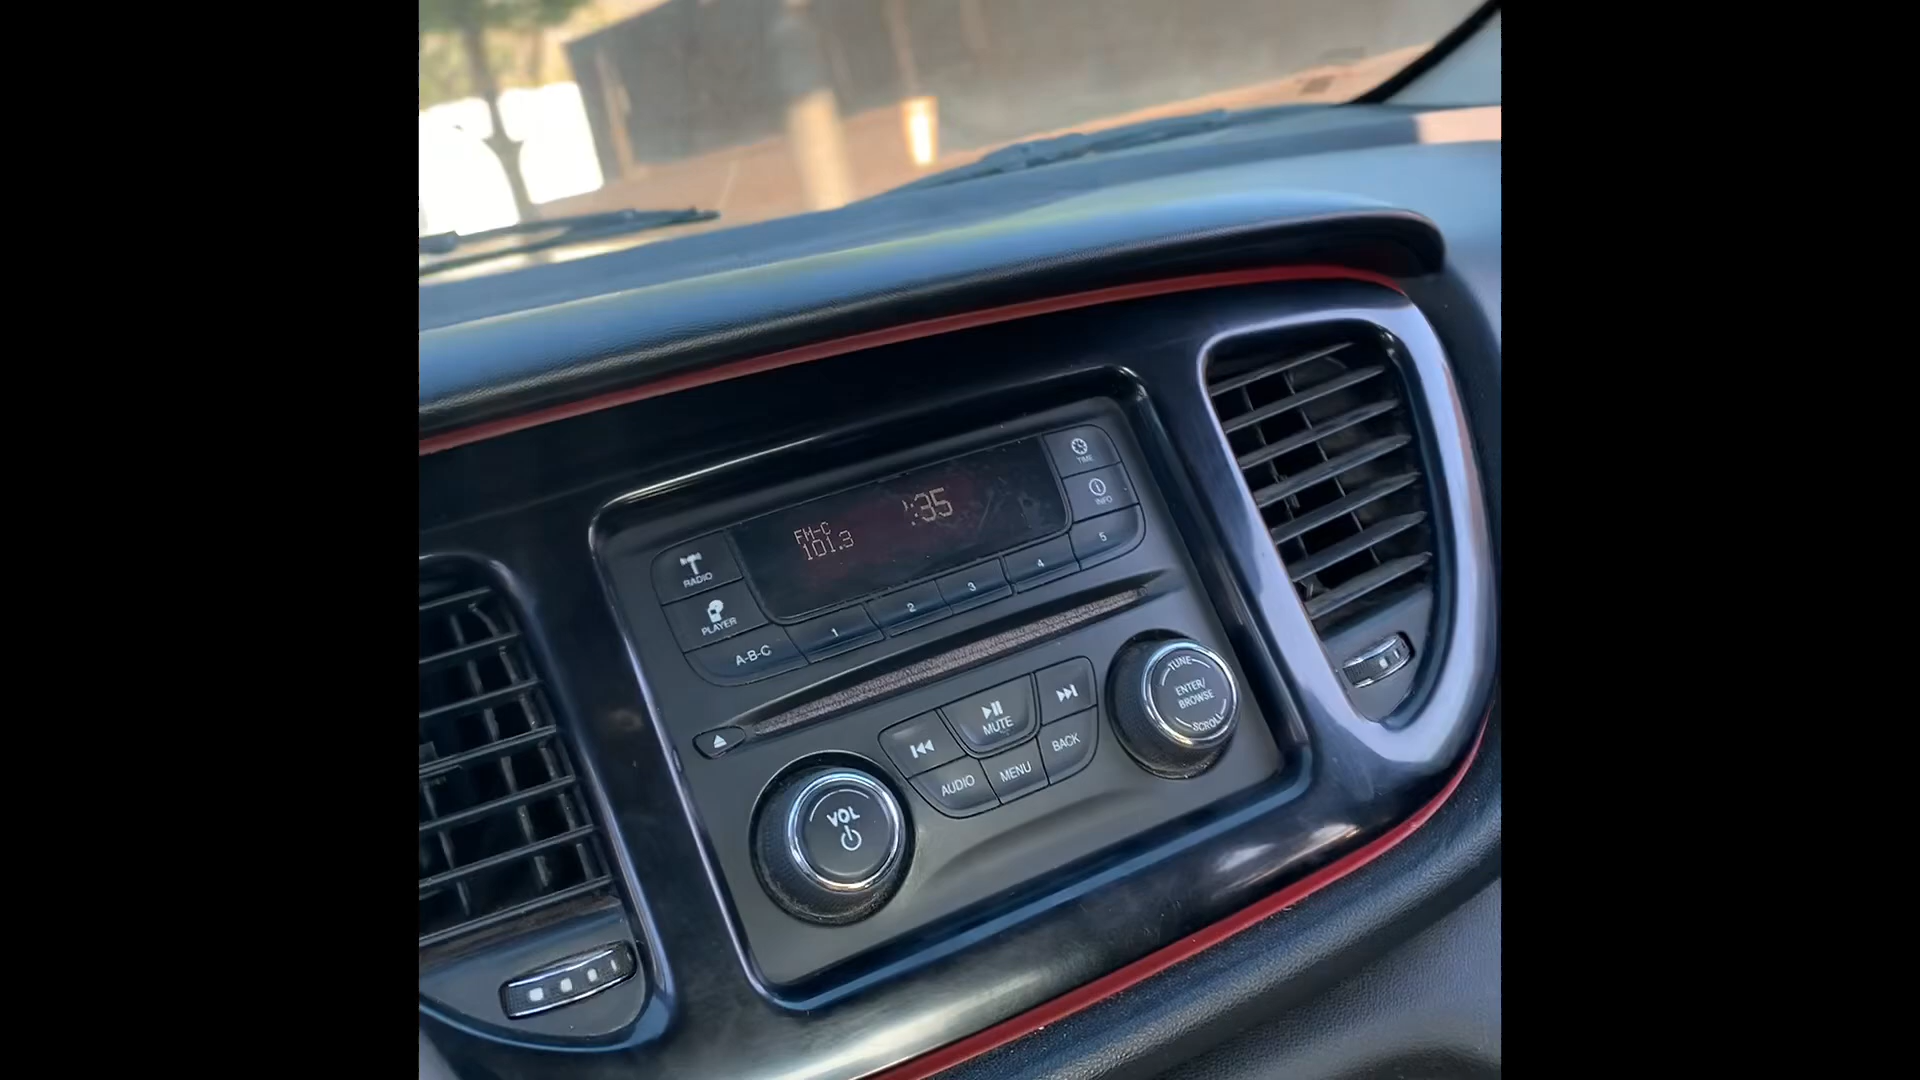 TIME
INFO
:35
FM-C
101.3
RADIO
PLAYER
A-B-C
1
2
3
4
5
MUTE
AUDIO
MENU
BACK
VOL
TUNE
ENTER/
BROWSE
SCROLL